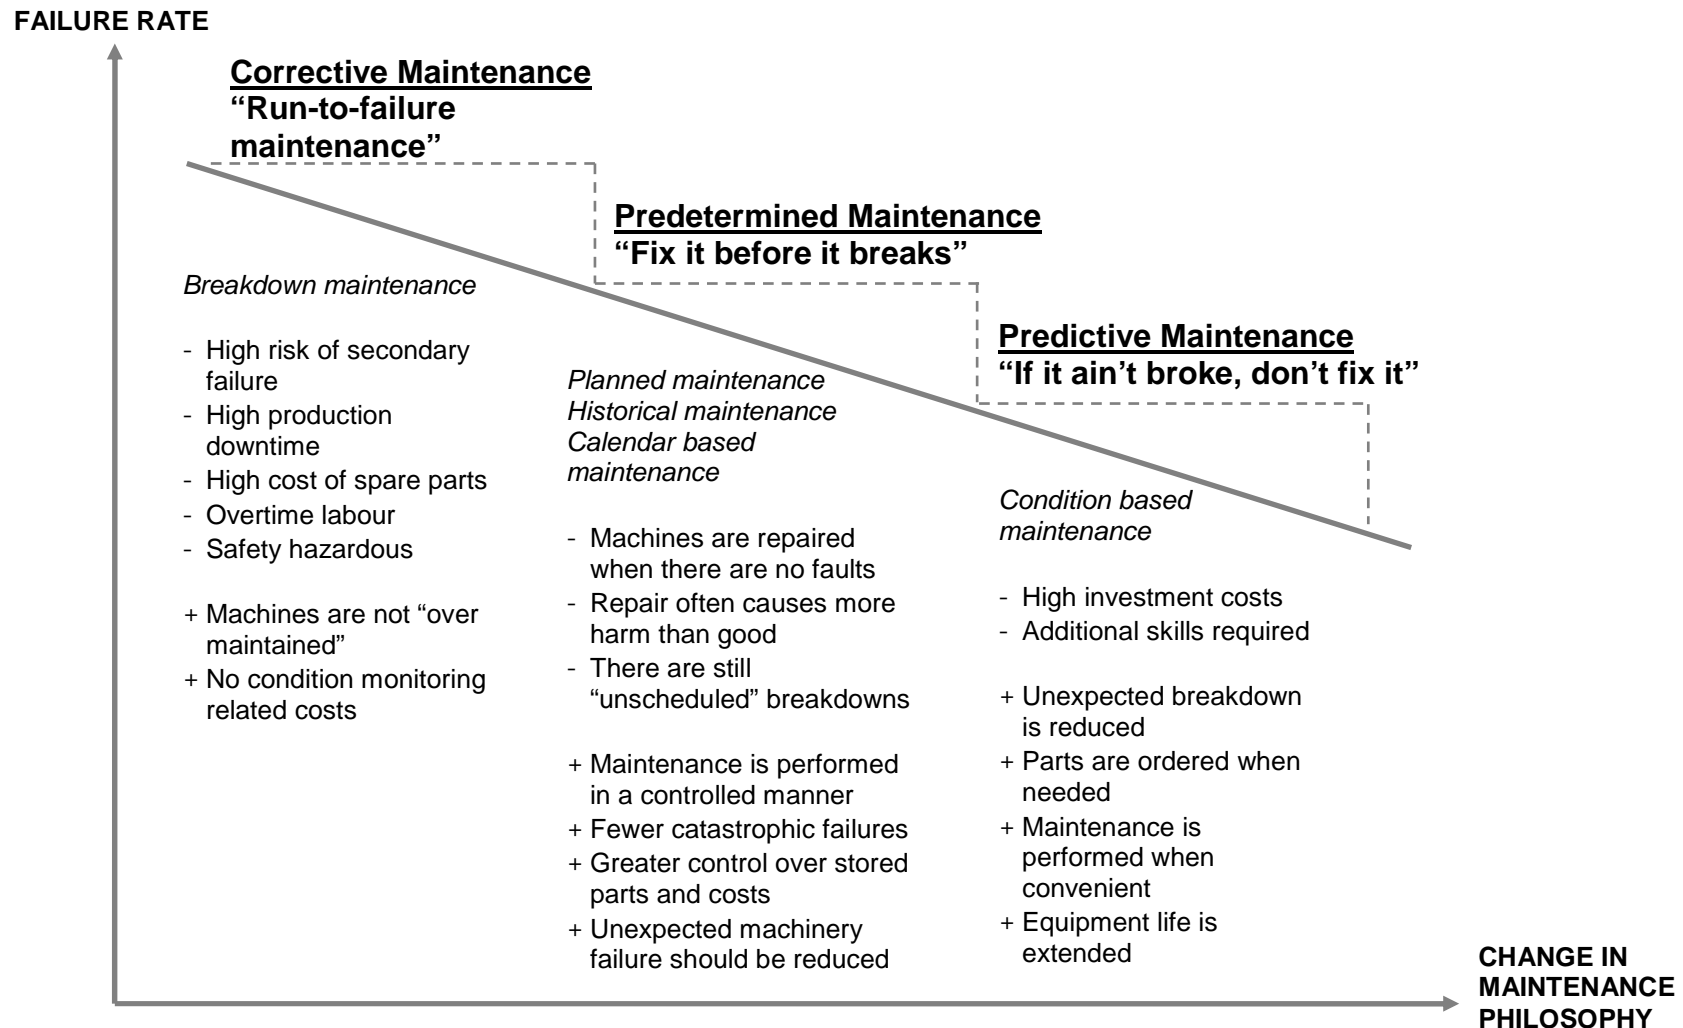 FAILURE RATE
Corrective Maintenance
“Run-to-failure
maintenance”
Predetermined Maintenance
“Fix it before it breaks”
Predictive Maintenance
“If it ain’t broke, don’t fix it”
Breakdown maintenance
- High risk of secondary
failure
- High production
downtime
- High cost of spare parts
- Overtime labour
- Safety hazardous
+ Machines are not “over
maintained”
+ No condition monitoring
related costs
Planned maintenance
Historical maintenance
Calendar based
maintenance
- Machines are repaired
when there are no faults
- Repair often causes more
harm than good
- There are still
“unscheduled” breakdowns
+ Maintenance is performed
in a controlled manner
+ Fewer catastrophic failures
+ Greater control over stored
parts and costs
+ Unexpected machinery
failure should be reduced
Condition based
maintenance
- High investment costs
- Additional skills required
+ Unexpected breakdown
is reduced
+ Parts are ordered when
needed
+ Maintenance is
performed when
convenient
+ Equipment life is
extended
CHANGE IN
MAINTENANCE
PHILOSOPHY